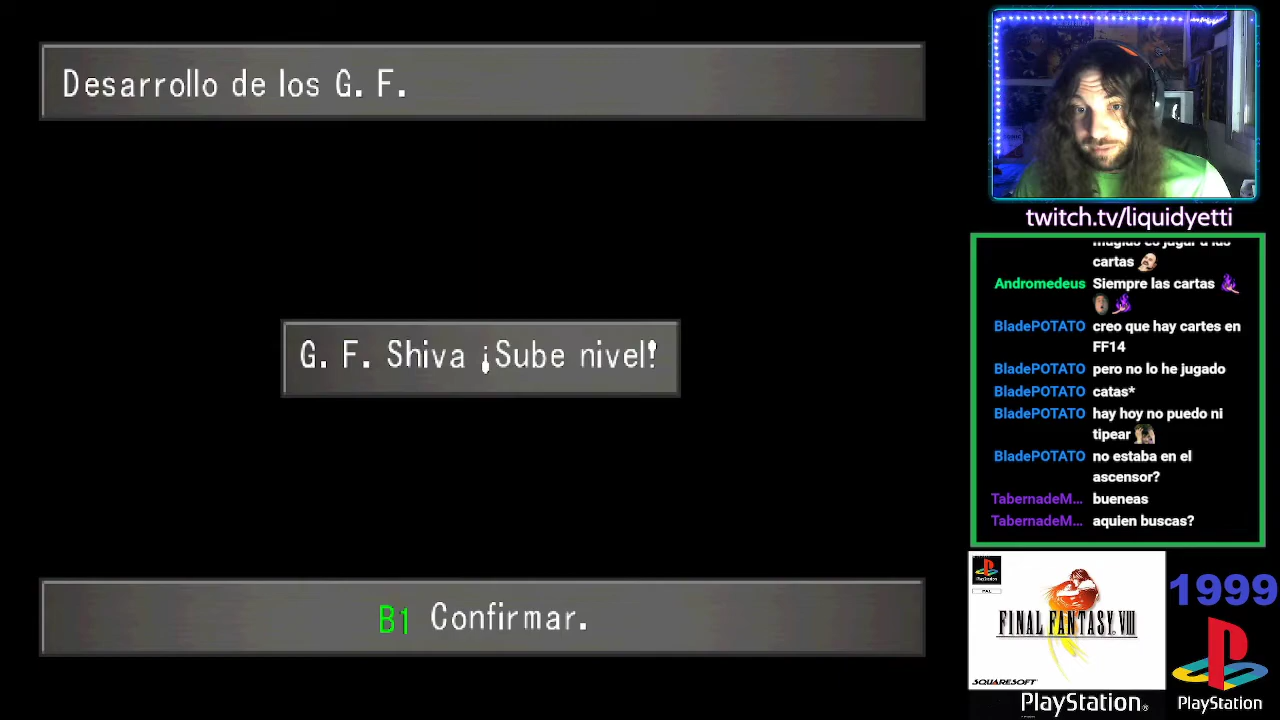 Desarrollo de los G. F.
G. F. Shiva ¡Sube nivel!
B1 Confirmar.
twitch.tv/liquidyetti
cartas
Andromedeus Siempre las cartas
BladePOTATO creo que hay cartes en
FF14
BladePOTATO pero no lo he jugado
BladePOTATO catas*
BladePOTATO hay hoy no puedo ni
tipear
BladePOTATO no estaba en el
ascensor?
TabernadeM... bueneas
TabernadeM... aquien buscas?
PlayStation
PAL
FINAL FANTASY VIII
SQUARESOFT
PlayStation
1999
PlayStation